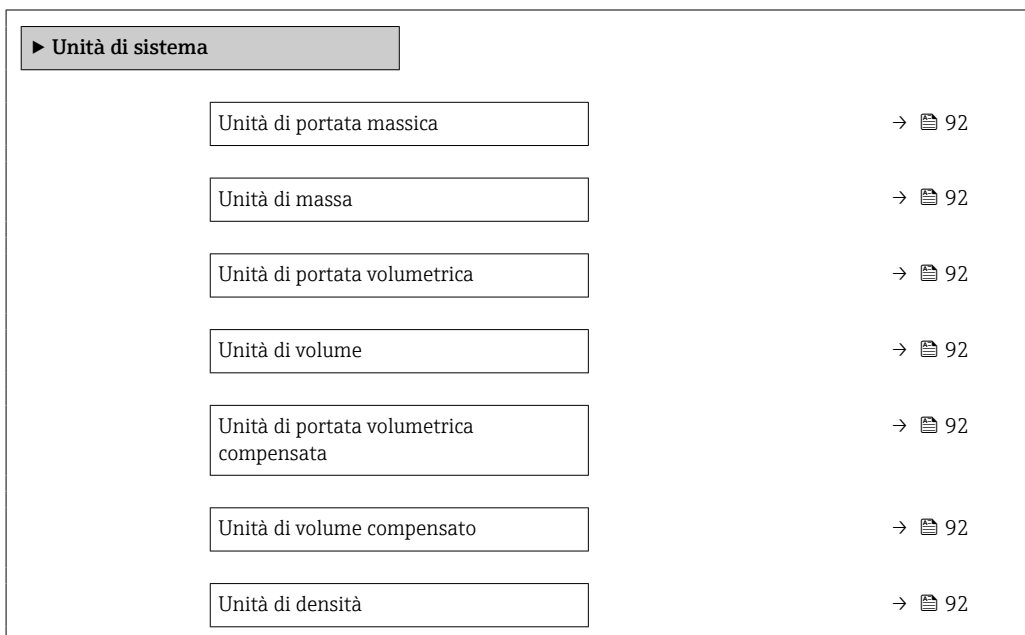 ▶ Unità di sistema
Unità di portata massica → 92
Unità di massa → 92
Unità di portata volumetrica → 92
Unità di volume → 92
Unità di portata volumetrica → 92
compensata
Unità di volume compensato → 92
Unità di densità → 92